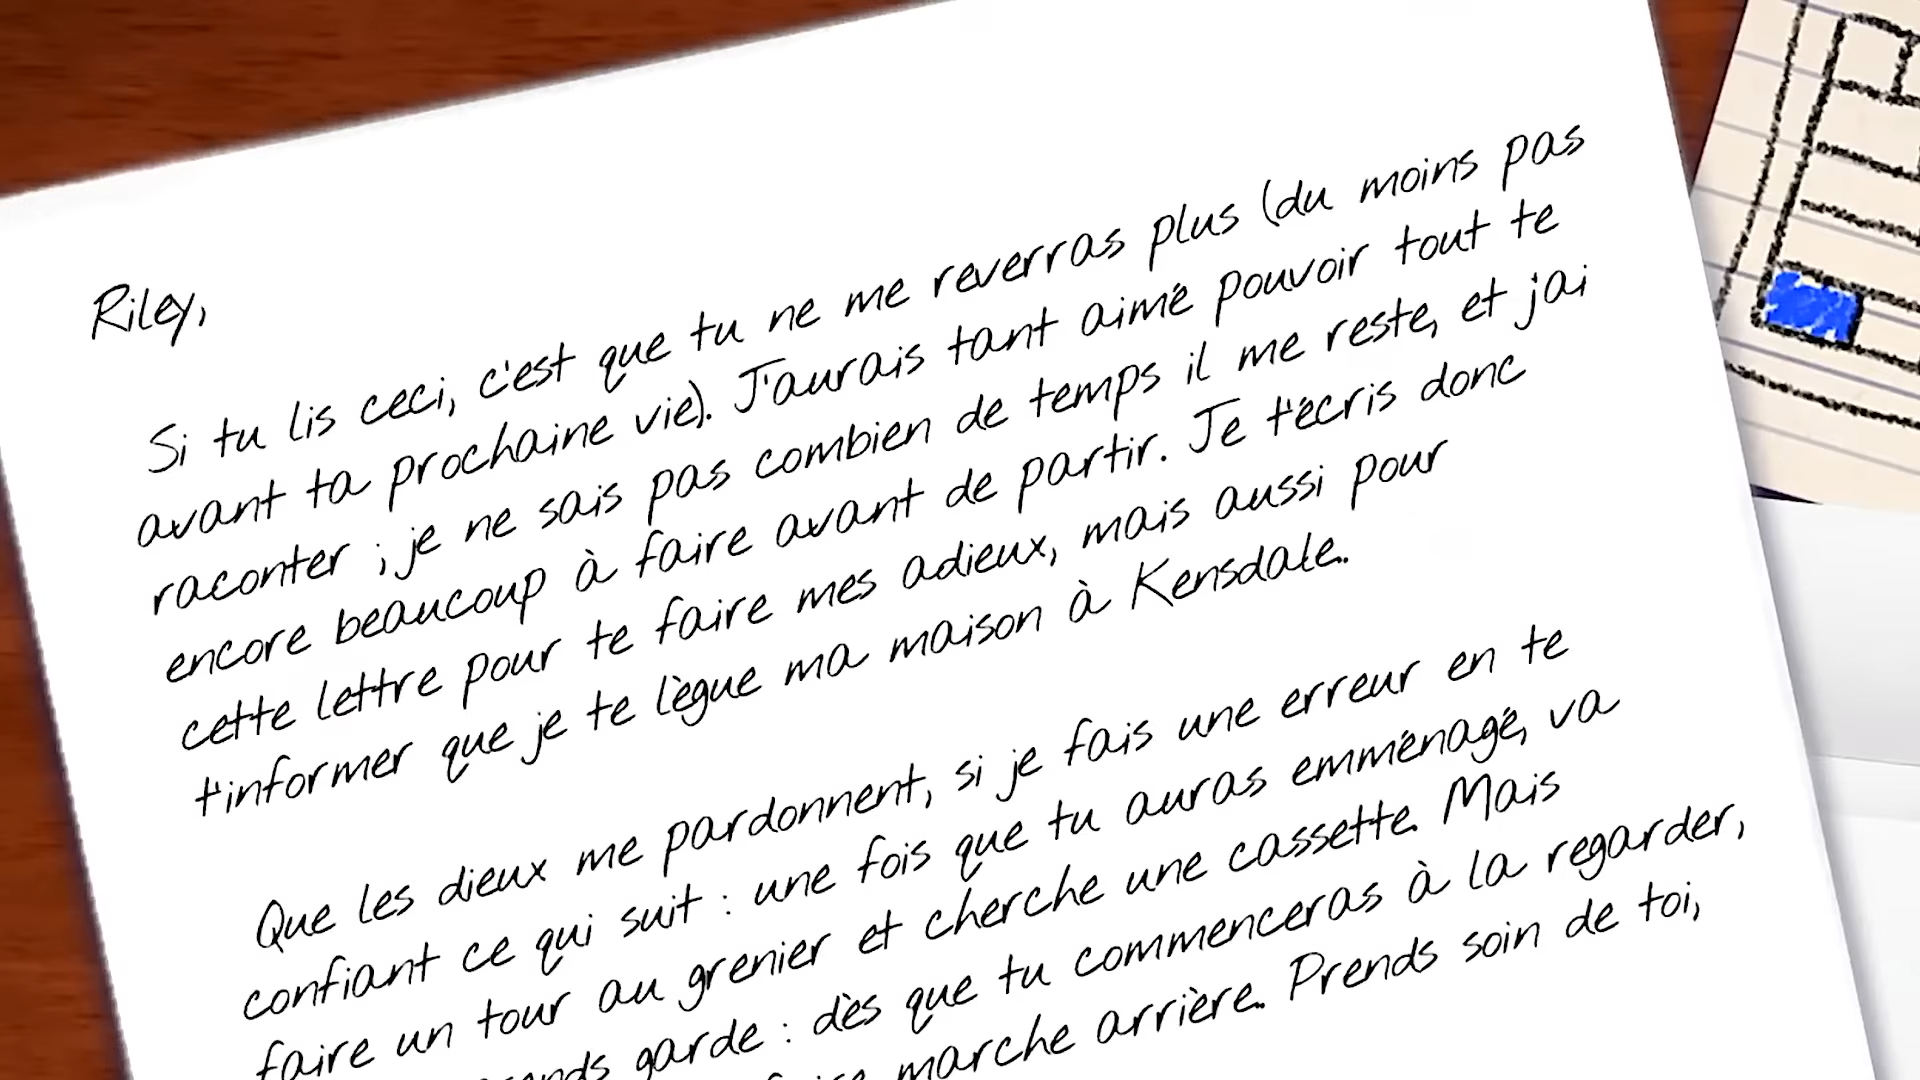 Riley,
Si tu lis ceci, c'est que tu ne me reverras plus (du moins pas
avant ta prochaine vie). J'aurais tant aimé pouvoir tout te
raconter ; je ne sais pas combien de temps il me reste, et j'ai
encore beaucoup à faire avant de partir. Je t'écris donc
cette lettre pour te faire mes adieux, mais aussi pour
t'informer que je te lègue ma maison à Kensdale.
Que les dieux me pardonnent, si je fais une erreur en te
confiant ce qui suit : une fois que tu auras emménagé, va
faire un tour au grenier et cherche une cassette. Mais
garde : dès que tu commenceras à la regarder,
marche arrière. Prends soin de toi,